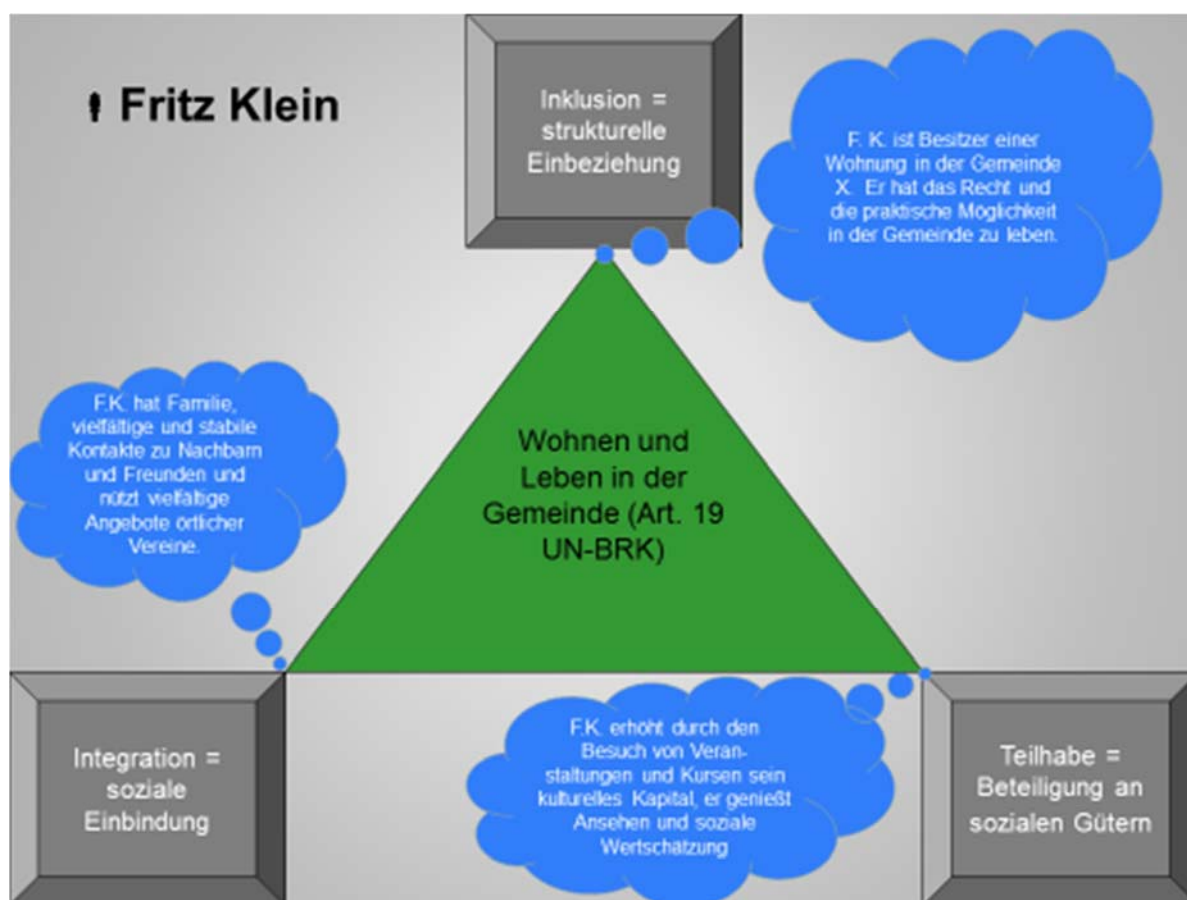 Fritz Klein
Inklusion =
strukturelle
Einbeziehung
F. K. ist Besitzer einer
Wohnung in der Gemeinde
X. Er hat das Recht und
die praktische Möglichkeit
in der Gemeinde zu leben.
F.K. hat Familie,
vielfältige und stabile
Kontakte zu Nachbarn
und Freunden und
nützt vielfältige
Angebote örtlicher
Vereine.
Wohnen und
Leben in der
Gemeinde (Art. 19
UN-BRK)
Integration =
soziale
Einbindung
F.K. erhöht durch den
Besuch von Veran-
staltungen und Kursen sein
kulturelles Kapital, er genießt
Ansehen und soziale
Wertschätzung
Teilhabe =
Beteiligung an
sozialen Gütern